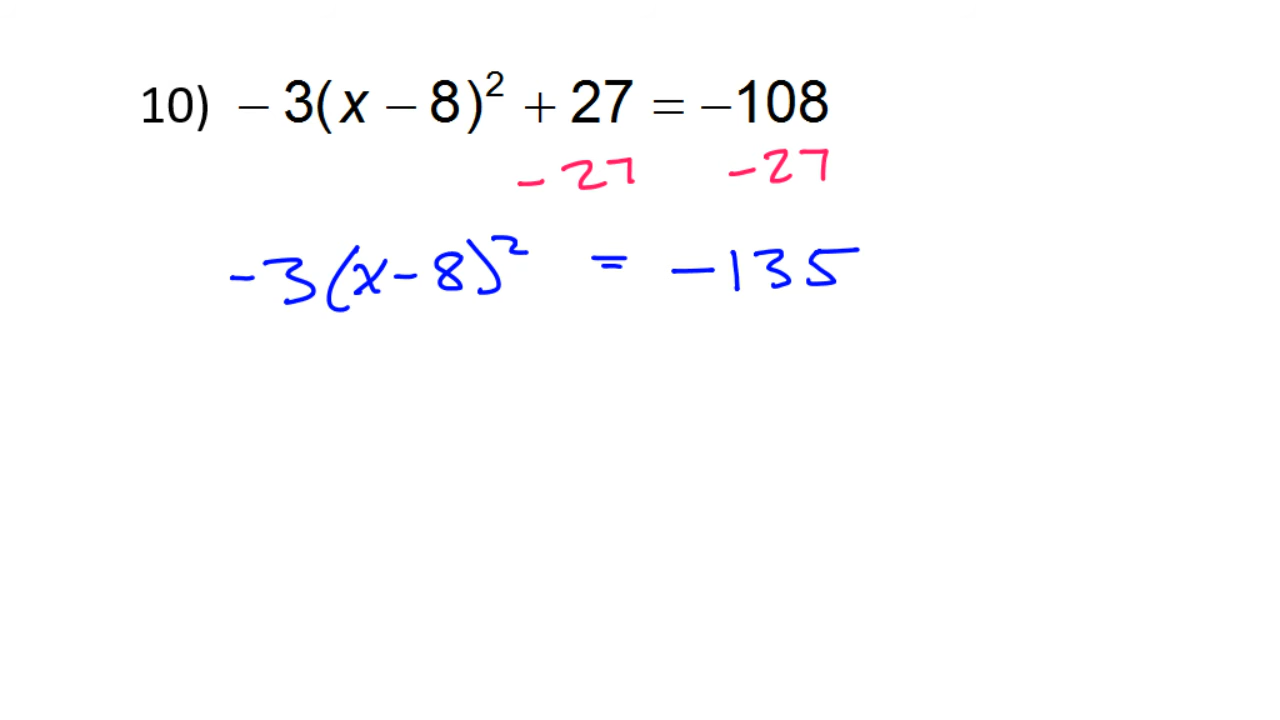 10) − 3(x − 8)² + 27 = −108
- 27 - 27
-3(x - 8)² = -135